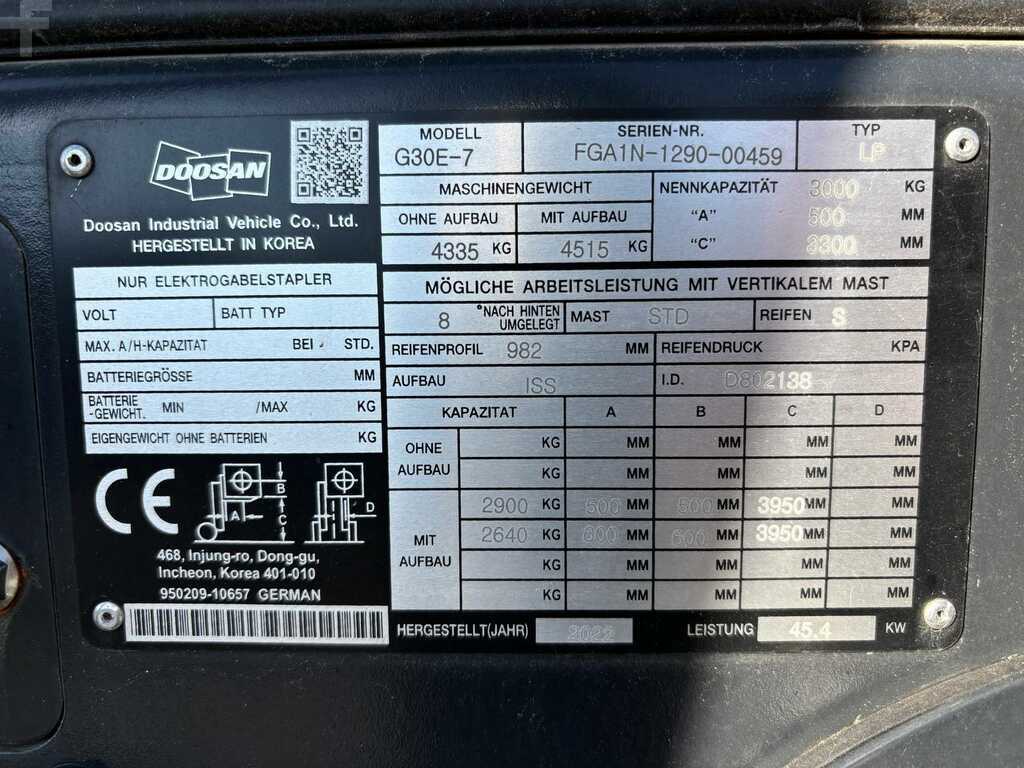 DOOSAN
Doosan Industrial Vehicle Co., Ltd.
HERGESTELLT IN KOREA
NUR ELEKTROGABELSTAPLER
VOLT BATT TYP
MAX. A/H-KAPAZITAT BEI STD.
BATTERIEGRÖSSE MM
BATTERIE -GEWICHT. MIN /MAX KG
EIGENGEWICHT OHNE BATTERIEN KG
CE
A B C D
468, Injung-ro, Dong-gu,
Incheon, Korea 401-010
950209-10657 GERMAN
MODELL SERIEN-NR. TYP
G30E-7 FGA1N-1290-00459 LP
MASCHINENGEWICHT
OHNE AUFBAU MIT AUFBAU
4335 KG 4515 KG
NENNKAPAZITÄT 3000 KG
"A" 500 MM
"C" 3300 MM
MÖGLICHE ARBEITSLEISTUNG MIT VERTIKALEM MAST
8 °NACH HINTEN UMGELEGT MAST STD REIFEN S
REIFENPROFIL 982 MM REIFENDRUCK KPA
AUFBAU ISS I.D. D802138
KAPAZITAT A B C D
OHNE AUFBAU KG MM MM MM MM
KG MM MM MM MM
MIT AUFBAU 2900 KG 500 MM 500 MM 3950 MM MM
2640 KG 600 MM 600 MM 3950 MM MM
KG MM MM MM MM
KG MM MM MM MM
HERGESTELLT(JAHR) 2022 LEISTUNG 45.4 KW